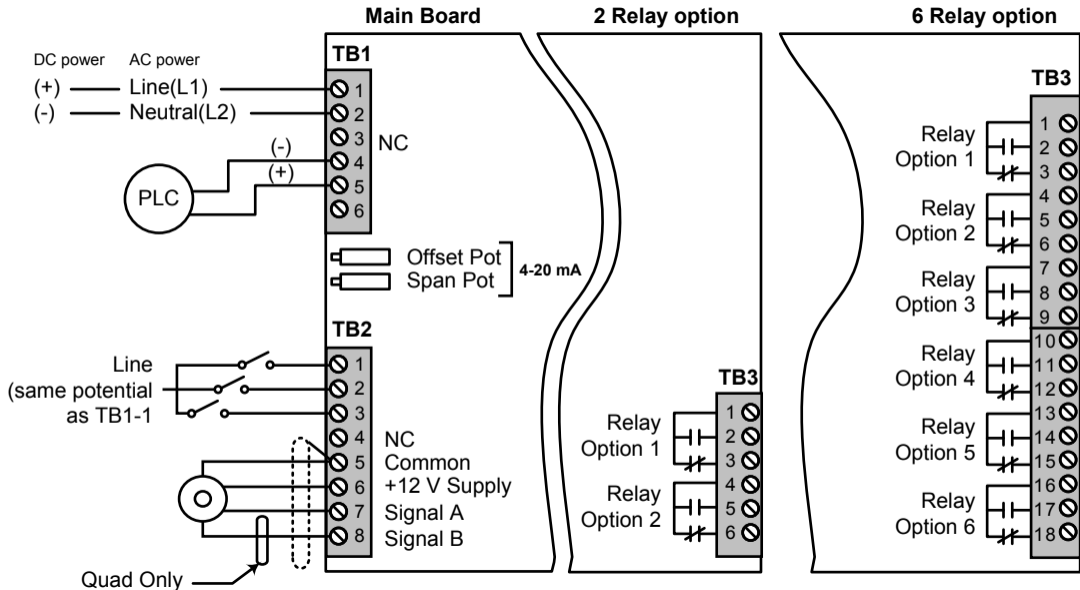 Main Board
2 Relay option
6 Relay option
DC power
AC power
TB1
(+)
Line(L1)
(-)
Neutral(L2)
1
2
3
4
5
6
NC
(-)
(+)
PLC
Offset Pot
Span Pot
4-20 mA
TB2
Line
(same potential
as TB1-1
1
2
3
4
5
6
7
8
NC
Common
+12 V Supply
Signal A
Signal B
Quad Only
TB3
Relay
Option 1
Relay
Option 2
1
2
3
4
5
6
TB3
Relay
Option 1
Relay
Option 2
Relay
Option 3
Relay
Option 4
Relay
Option 5
Relay
Option 6
1
2
3
4
5
6
7
8
9
10
11
12
13
14
15
16
17
18